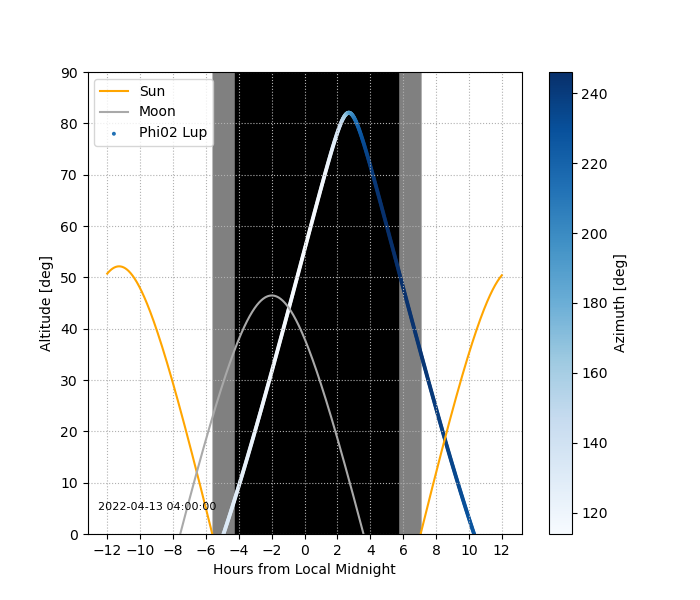 90
80
70
60
50
40
30
20
10
0
Altitude [deg]
Sun
Moon
Phi02 Lup
2022-04-13 04:00:00
−12 −10 −8 −6 −4 −2 0 2 4 6 8 10 12
Hours from Local Midnight
240
220
200
180
160
140
120
Azimuth [deg]